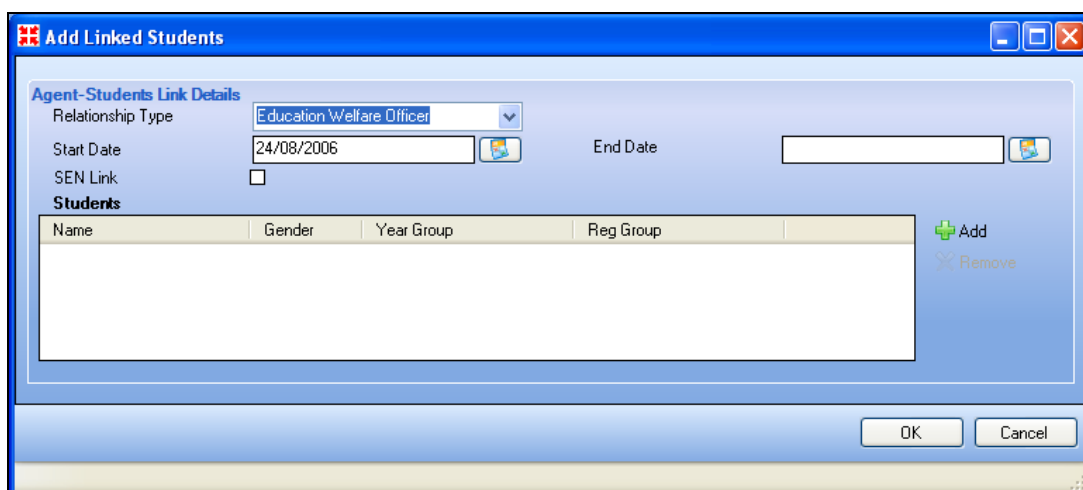 Add Linked Students
Agent-Students Link Details
Relationship Type Education Welfare Officer
Start Date 24/08/2006 End Date
SEN Link
Students
Name Gender Year Group Reg Group
Add
Remove
OK Cancel